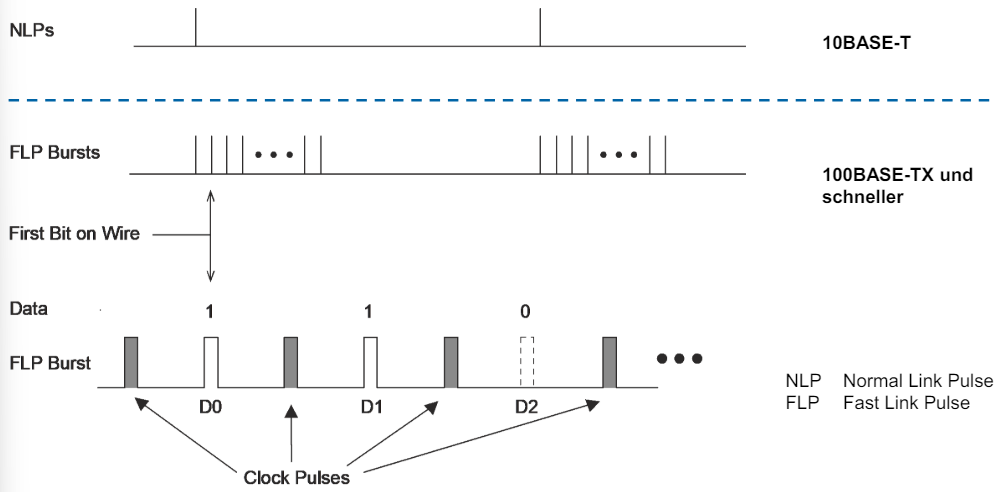 NLPs
10BASE-T
FLP Bursts
100BASE-TX und
schneller
First Bit on Wire
Data 1 1 0
FLP Burst
D0 D1 D2
NLP Normal Link Pulse
FLP Fast Link Pulse
Clock Pulses